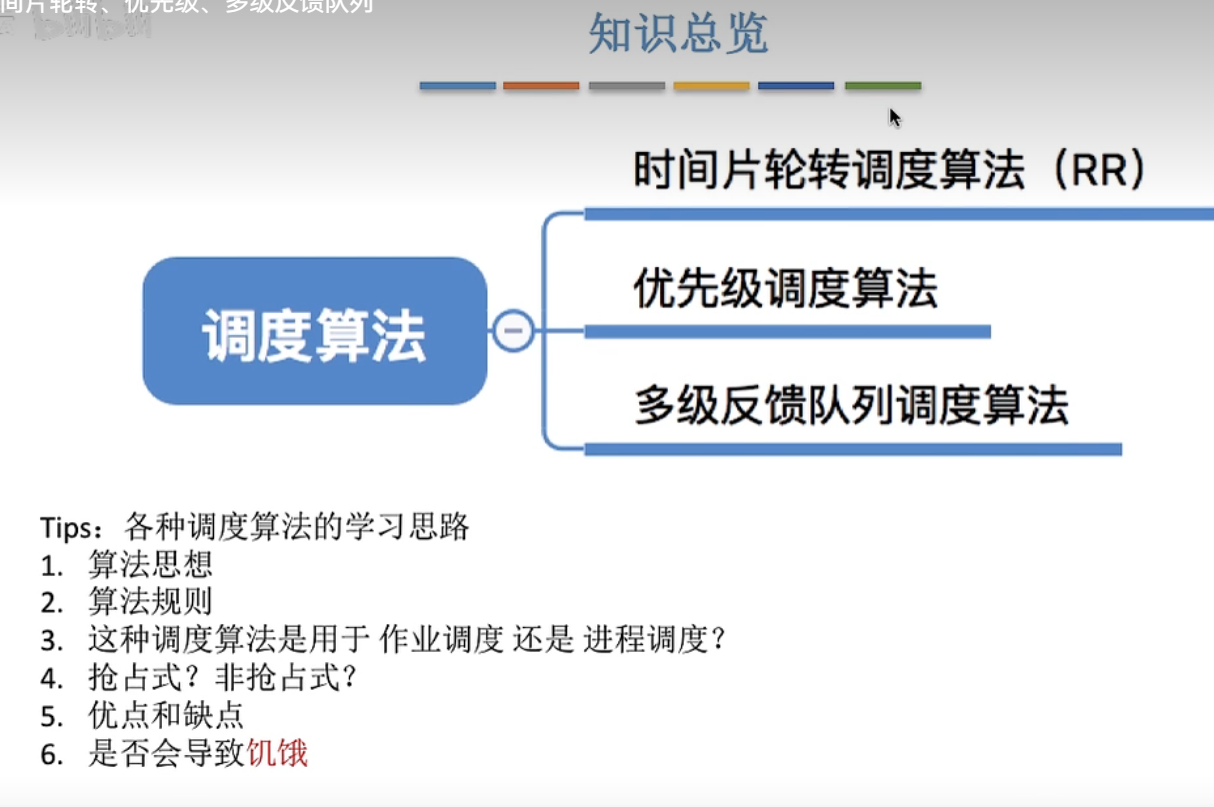 间片轮转、优先级、多级反馈队列
知识总览
时间片轮转调度算法（RR）
调度算法
优先级调度算法
多级反馈队列调度算法
Tips：各种调度算法的学习思路
1. 算法思想
2. 算法规则
3. 这种调度算法是用于 作业调度 还是 进程调度？
4. 抢占式？非抢占式？
5. 优点和缺点
6. 是否会导致饥饿